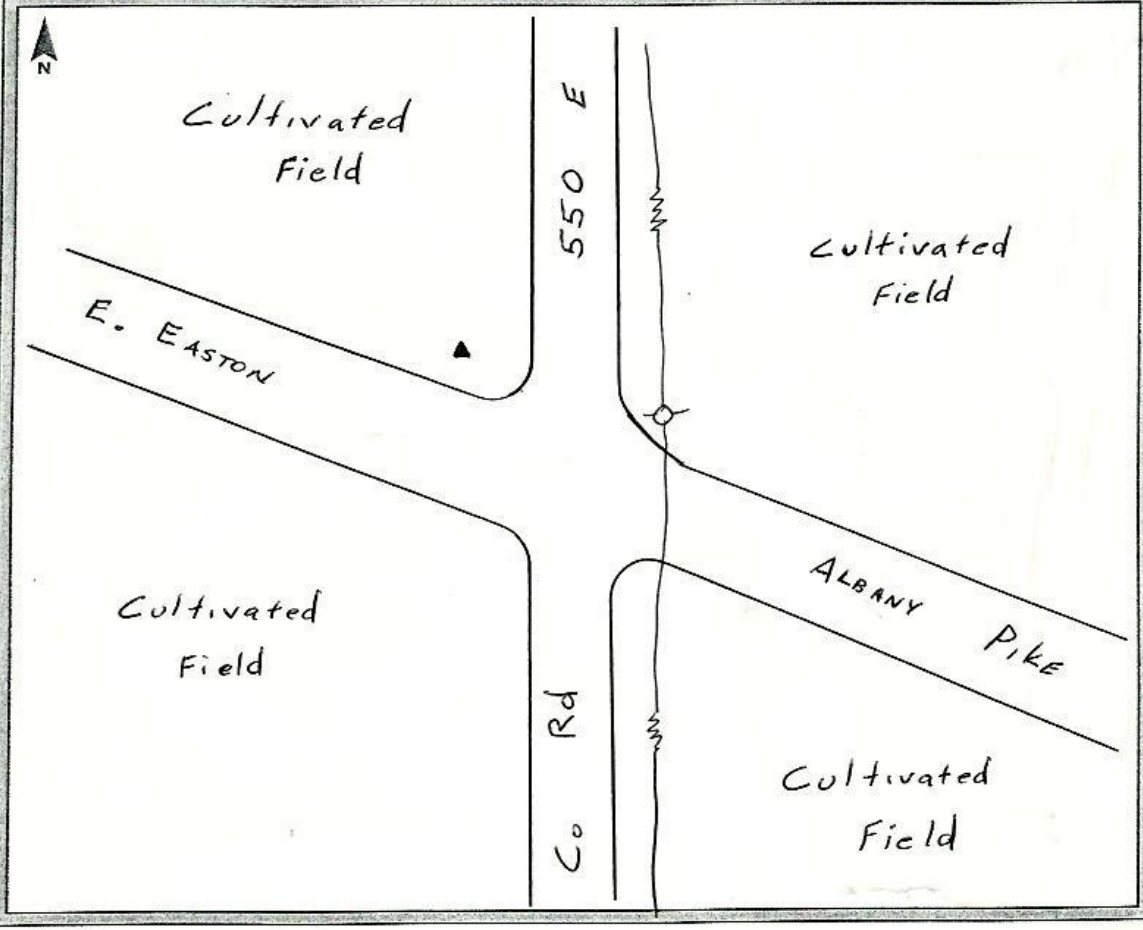 N
Cultivated
Field
550 E
Cultivated
Field
E. EASTON
ALBANY PIKE
Cultivated
Field
Co Rd
Cultivated
Field